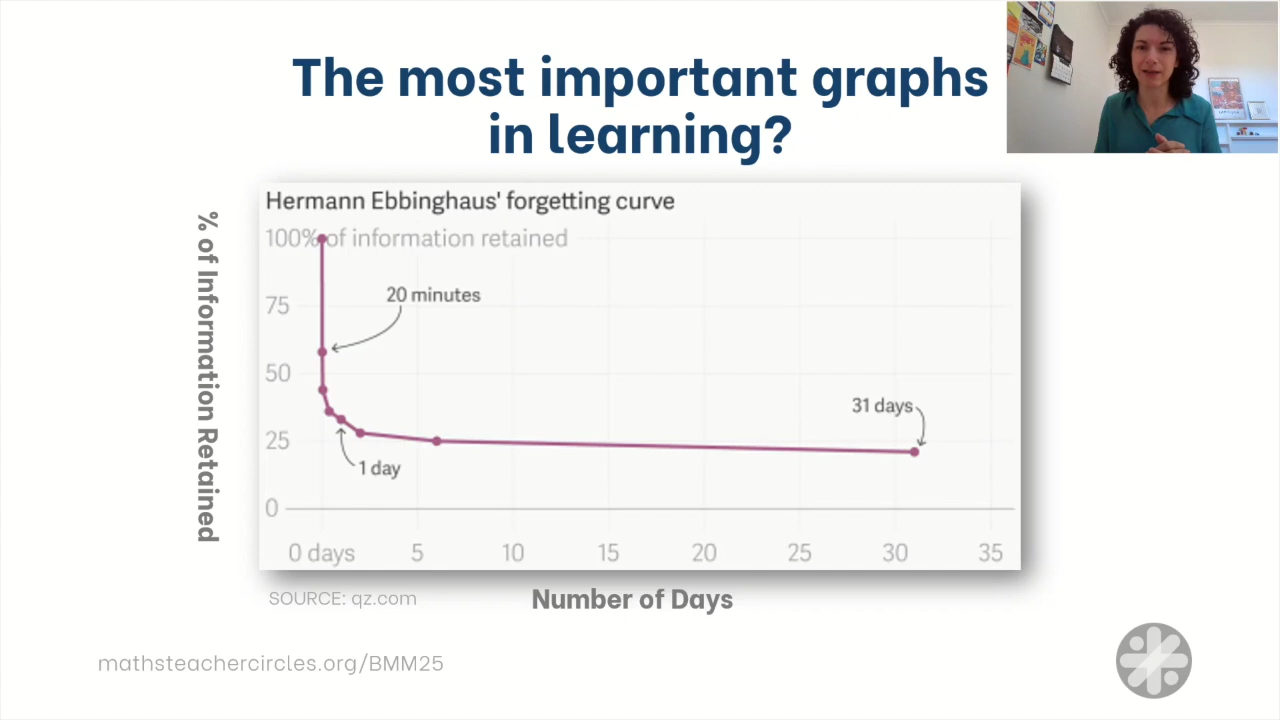 The most important graphs
in learning?
% of Information Retained
Hermann Ebbinghaus' forgetting curve
100% of information retained
20 minutes
75
50
31 days
25
1 day
0
0 days 5 10 15 20 25 30 35
SOURCE: qz.com
Number of Days
mathsteachercircles.org/BMM25